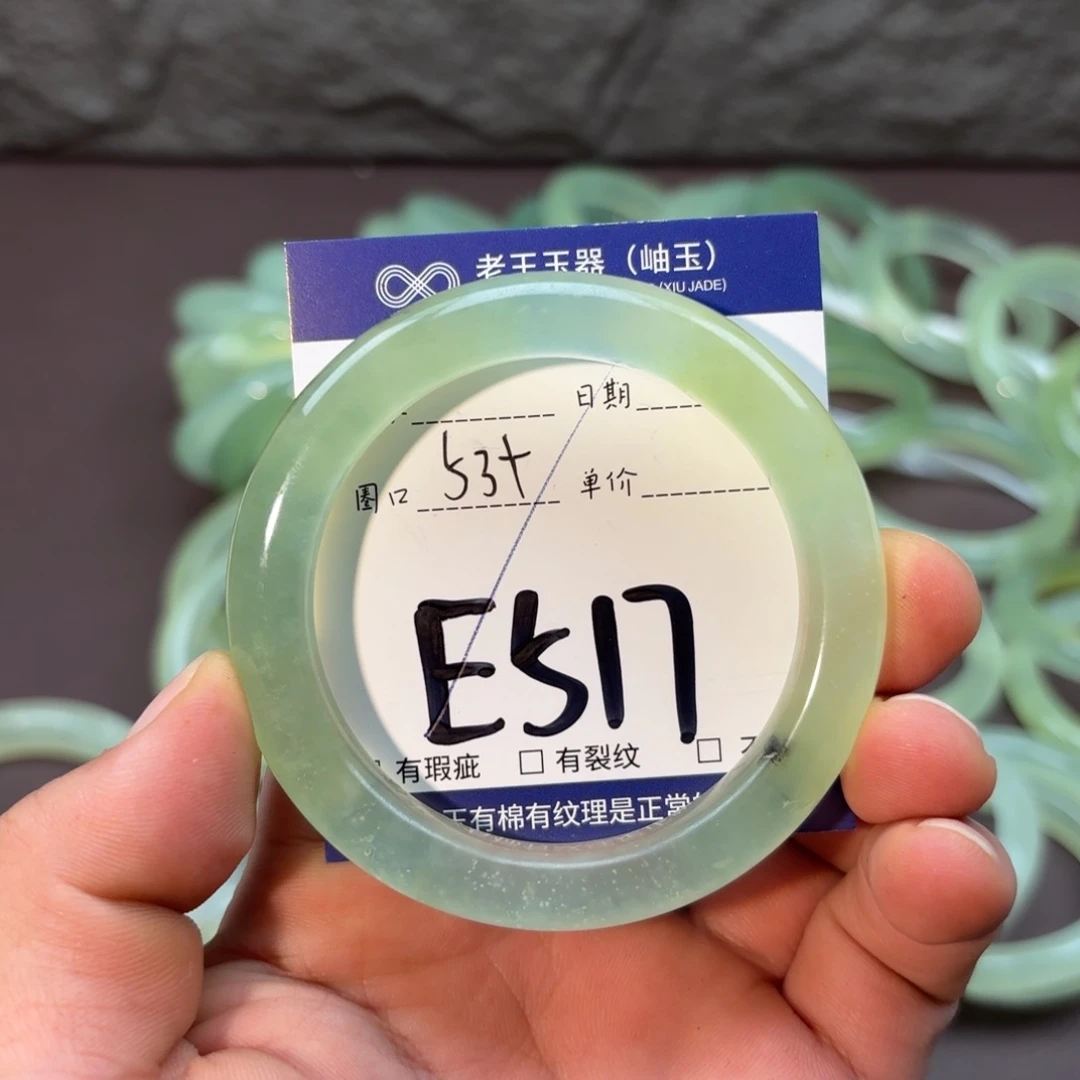 老王玉器（岫玉）
(XIU JADE)
日期
圈口 53+ 单价
E517
有瑕疵 □ 有裂纹 □
玉有棉有纹理是正常